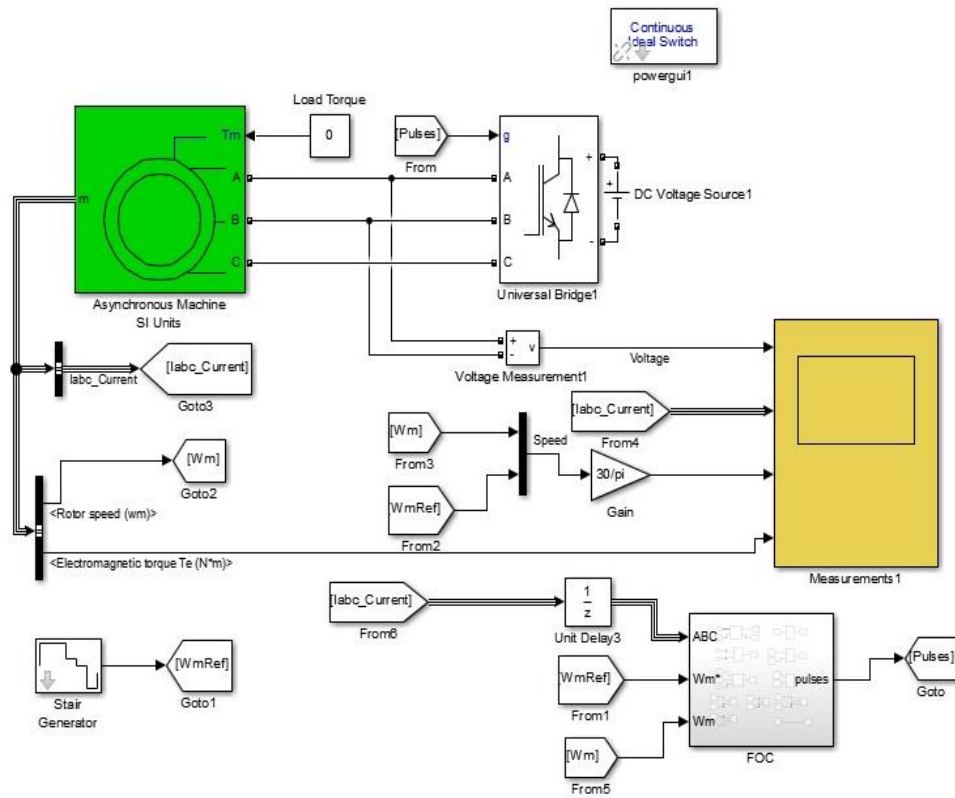 Continuous
Ideal Switch
powergui1
Load Torque
0
[Pulses]
From
Tm
A
B
C
m
Asynchronous Machine
SI Units
g
A
B
C
+
-
Universal Bridge1
+
DC Voltage Source1
Iabc_Current
[Iabc_Current]
Goto3
+
-
v
Voltage Measurement1
Voltage
[Iabc_Current]
From4
[Wm]
From3
Speed
30/pi
Gain
[WmRef]
From2
[Wm]
Goto2
<Rotor speed (wm)>
<Electromagnetic torque Te (N*m)>
Measurements1
[Iabc_Current]
From6
1
z
Unit Delay3
ABC
Wm*
Wm
pulses
FOC
[Pulses]
Goto
[WmRef]
From1
[Wm]
From5
Stair
Generator
[WmRef]
Goto1